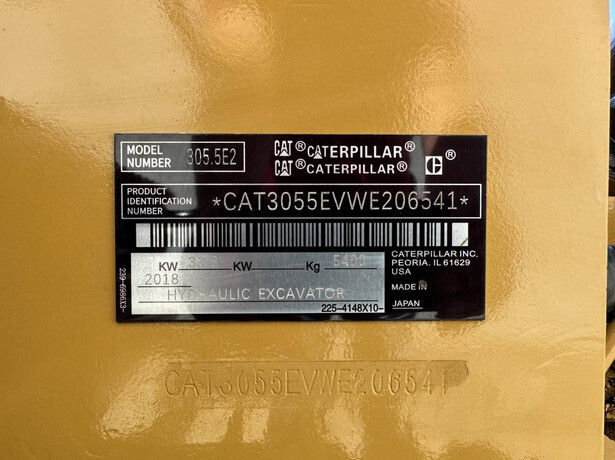 MODEL NUMBER 305.5E2
CAT® CATERPILLAR®
CAT® CATERPILLAR® C ®
PRODUCT IDENTIFICATION NUMBER *CAT3055EVWE206541*
KW KW Kg 5400
2018
HYDRAULIC EXCAVATOR
225-4148X10-
CATERPILLAR INC.
PEORIA, IL 61629
USA
MADE IN
JAPAN
CAT3055EVWE206541